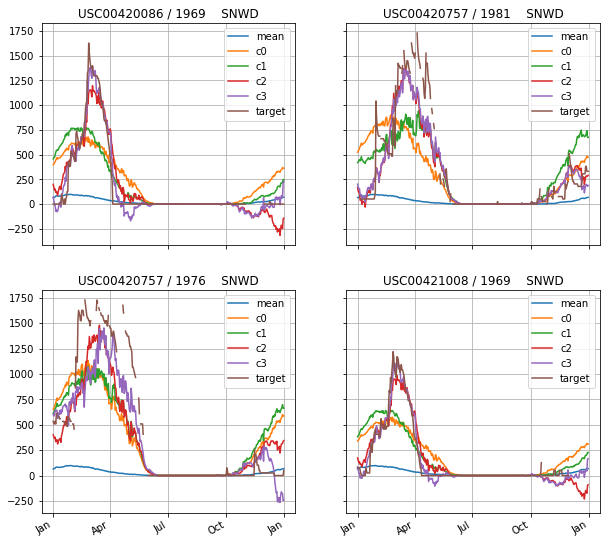 USC00420086 / 1969 SNWD
USC00420757 / 1981 SNWD
1750
1500
1250
1000
750
500
250
0
−250
mean
c0
c1
c2
c3
target
mean
c0
c1
c2
c3
target
USC00420757 / 1976 SNWD
USC00421008 / 1969 SNWD
1750
1500
1250
1000
750
500
250
0
−250
mean
c0
c1
c2
c3
target
mean
c0
c1
c2
c3
target
Jan Apr Jul Oct Jan
Jan Apr Jul Oct Jan